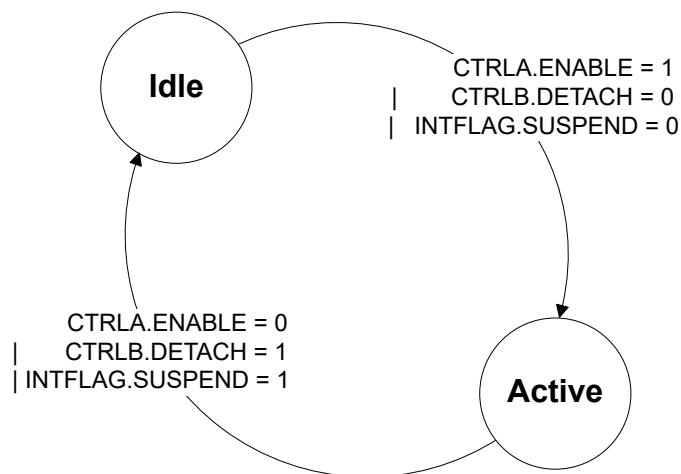 Idle
CTRLA.ENABLE = 1
| CTRLB.DETACH = 0
| INTFLAG.SUSPEND = 0
CTRLA.ENABLE = 0
| CTRLB.DETACH = 1
| INTFLAG.SUSPEND = 1
Active